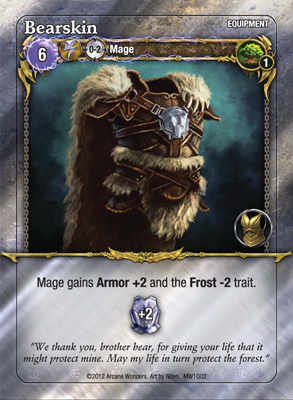 Bearskin
EQUIPMENT
6
0-2 Mage
1
Mage gains Armor +2 and the Frost -2 trait.
+2
"We thank you, brother bear, for giving your life that it
might protect mine. May my life in turn protect the forest."
©2012 Arcane Wonders. Art by Niten. MW1002